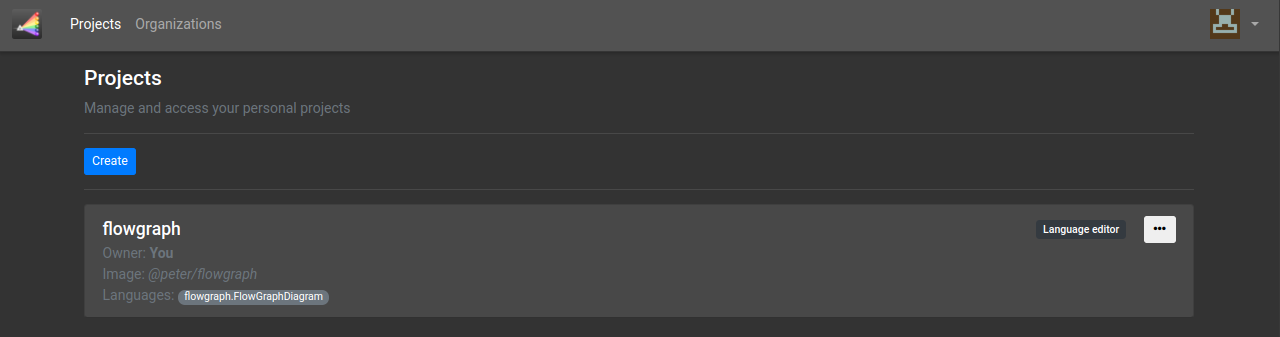 Projects Organizations
Projects
Manage and access your personal projects
Create
flowgraph
Language editor
Owner: You
Image: @peter/flowgraph
Languages: flowgraph.FlowGraphDiagram